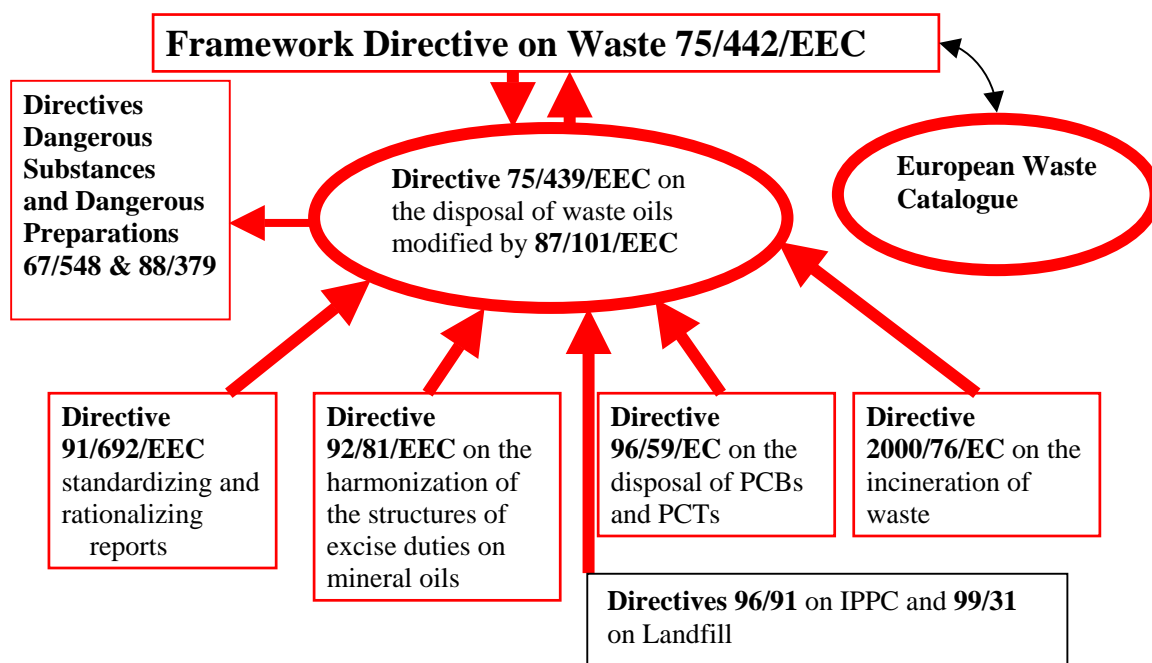 Framework Directive on Waste 75/442/EEC
Directives
Dangerous
Substances
and Dangerous
Preparations
67/548 & 88/379
Directive 75/439/EEC on
the disposal of waste oils
modified by 87/101/EEC
European Waste
Catalogue
Directive
91/692/EEC
standardizing and
rationalizing
reports
Directive
92/81/EEC on the
harmonization of
the structures of
excise duties on
mineral oils
Directive
96/59/EC on the
disposal of PCBs
and PCTs
Directive
2000/76/EC on the
incineration of
waste
Directives 96/91 on IPPC and 99/31
on Landfill